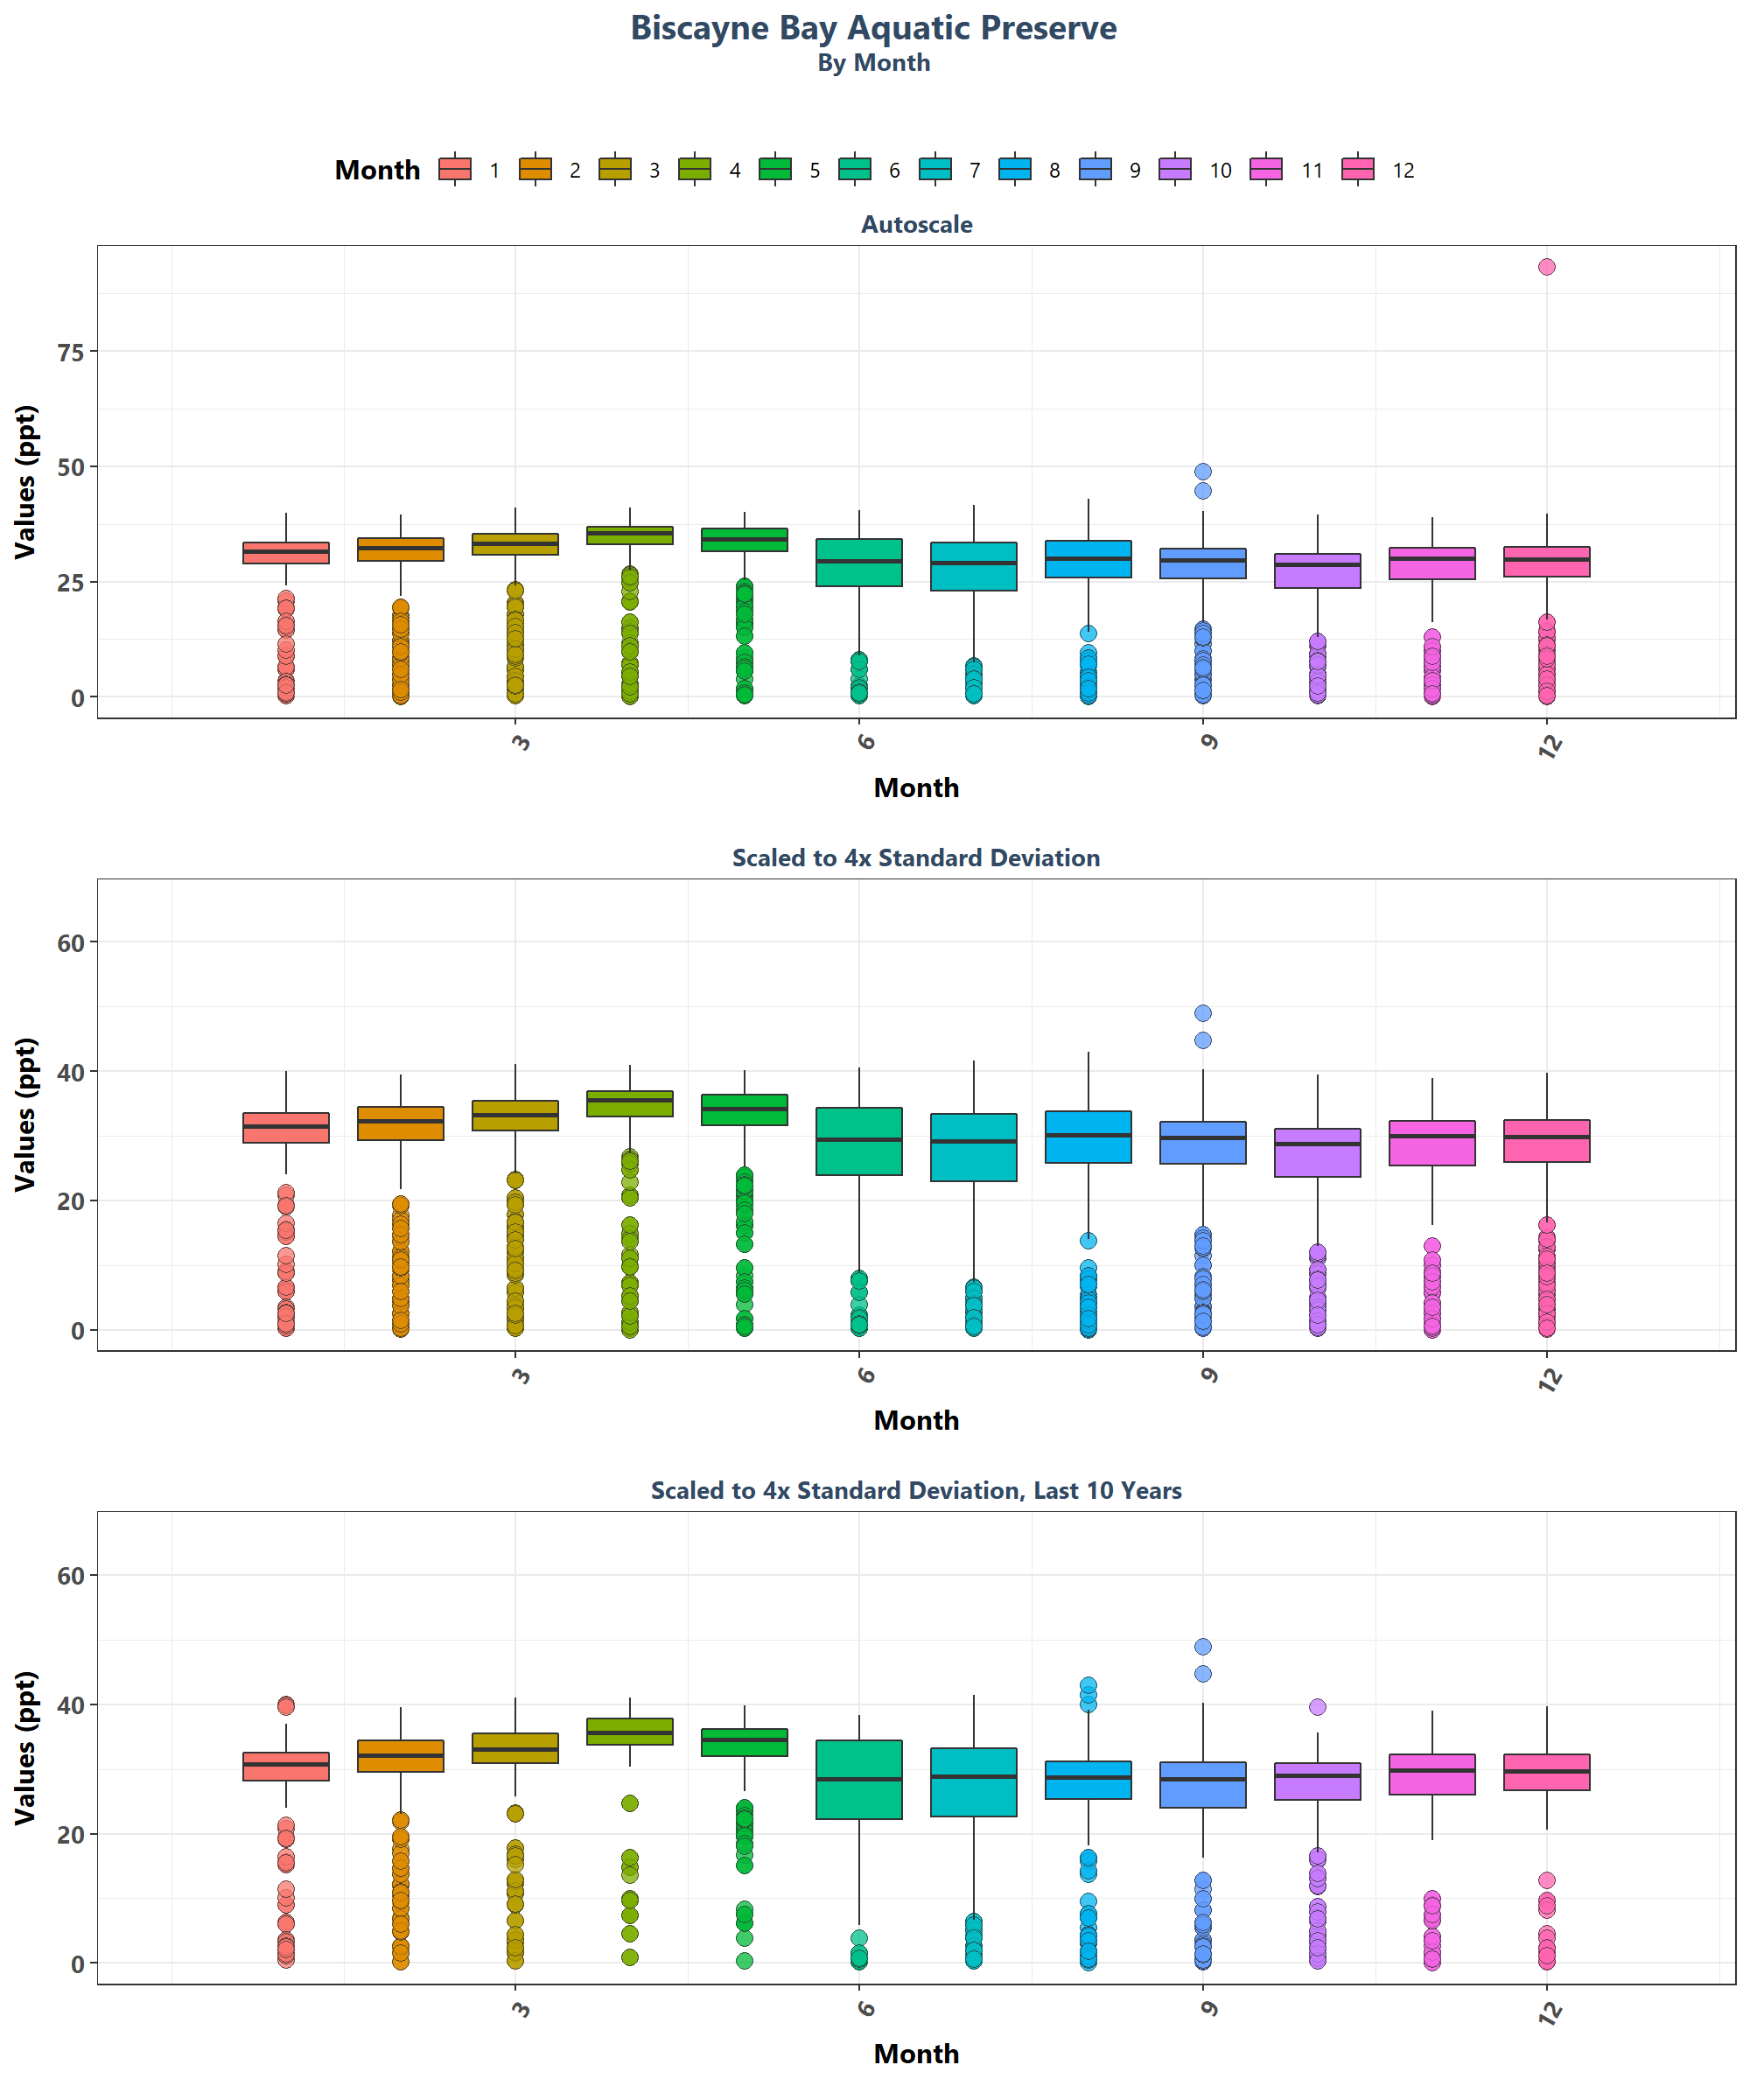 Biscayne Bay Aquatic Preserve
By Month
Month 1 2 3 4 5 6 7 8 9 10 11 12
Autoscale
Values (ppt)
75
50
25
0
3 6 9 12
Month
Scaled to 4x Standard Deviation
Values (ppt)
60
40
20
0
3 6 9 12
Month
Scaled to 4x Standard Deviation, Last 10 Years
Values (ppt)
60
40
20
0
3 6 9 12
Month